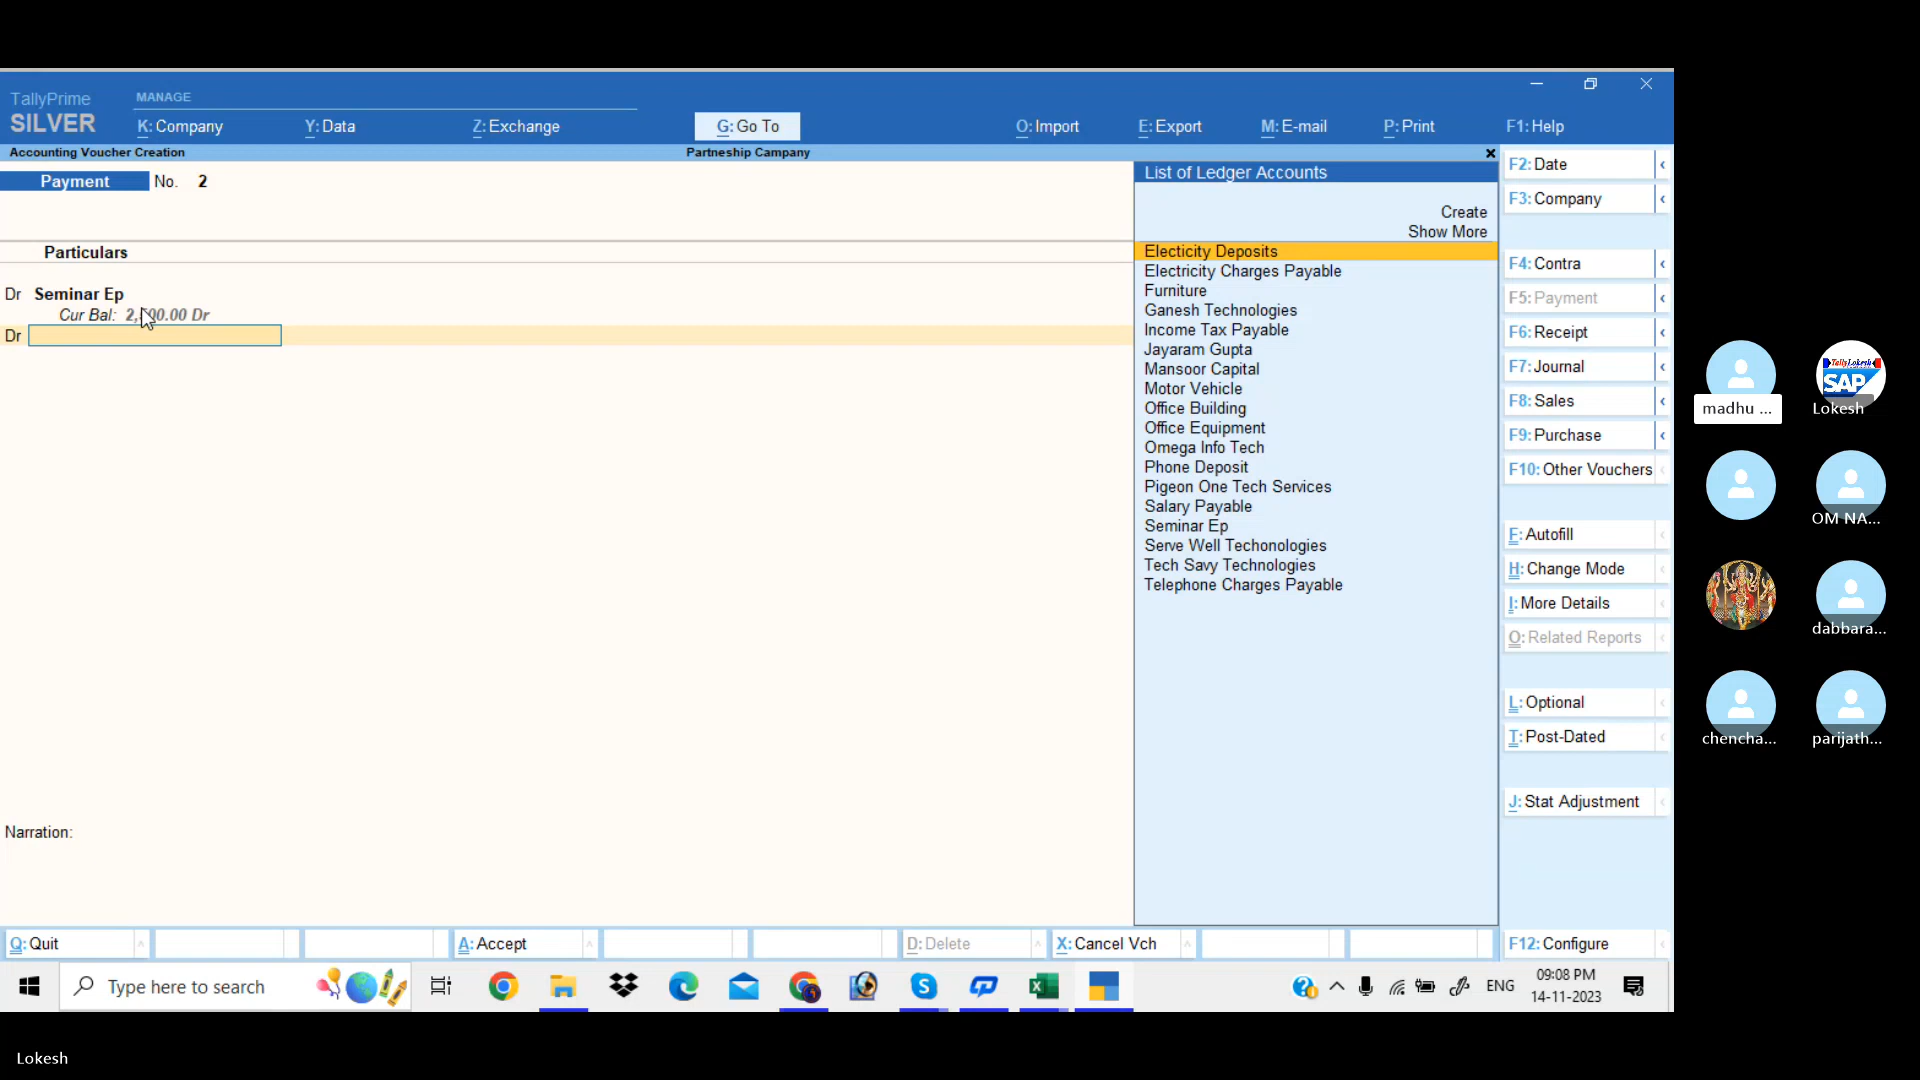 TallyPrime
SILVER
MANAGE
K: Company
Y: Data
Z: Exchange
G: Go To
O: Import
E: Export
M: E-mail
P: Print
F1: Help
Accounting Voucher Creation
Partneship Campany
Payment No. 2
Particulars
Dr Seminar Ep
Cur Bal: 00.00 Dr
Dr
Narration:
List of Ledger Accounts
Create
Show More
Electicity Deposits
Electricity Charges Payable
Furniture
Ganesh Technologies
Income Tax Payable
Jayaram Gupta
Mansoor Capital
Motor Vehicle
Office Building
Office Equipment
Omega Info Tech
Phone Deposit
Pigeon One Tech Services
Salary Payable
Seminar Ep
Serve Well Techonologies
Tech Savy Technologies
Telephone Charges Payable
F2: Date
F3: Company
F4: Contra
F5: Payment
F6: Receipt
F7: Journal
F8: Sales
F9: Purchase
F10: Other Vouchers
F: Autofill
H: Change Mode
I: More Details
O: Related Reports
L: Optional
T: Post-Dated
J: Stat Adjustment
F12: Configure
Q: Quit
A: Accept
D: Delete
X: Cancel Vch
Type here to search
ENG
09:08 PM
14-11-2023
madhu ...
TallyLokesh
SAP
Lokesh
OM NA...
dabbara...
chencha...
parijath...
Lokesh